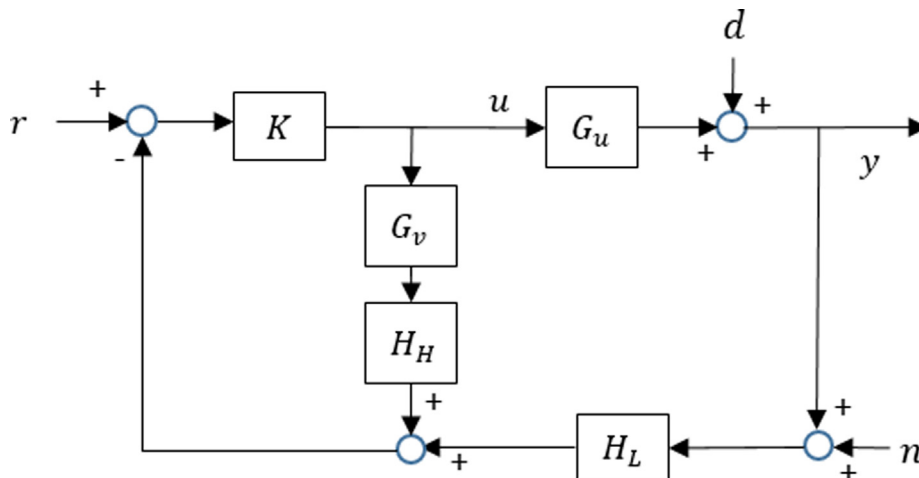 d
+
+
r
K
u
G_u
+
-
+
y
G_v
H_H
+
+
H_L
n
+
+